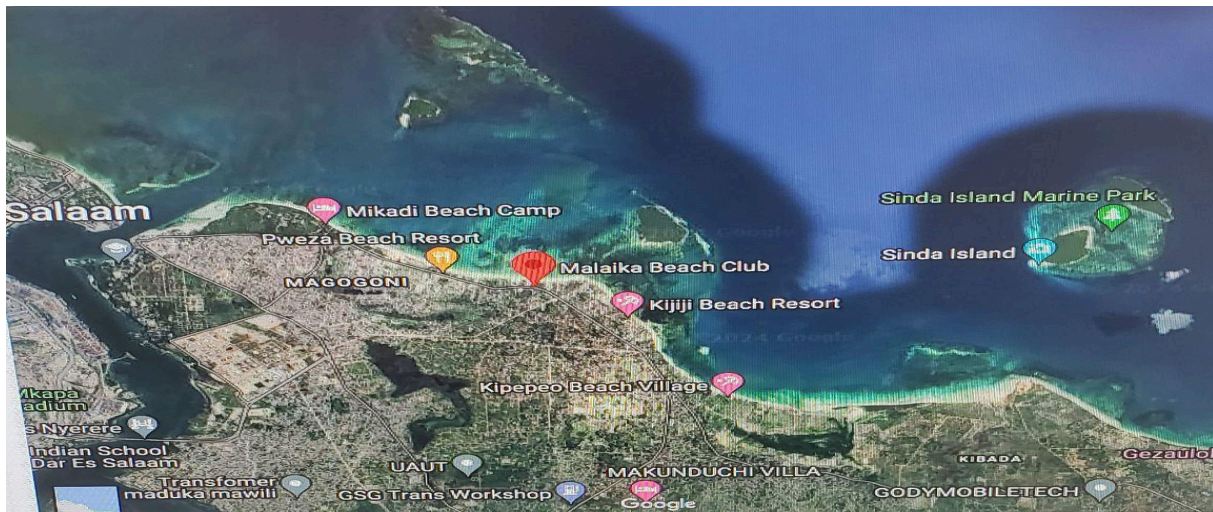 Sinda Island Marine Park
Salaam
Mikadi Beach Camp
Pweza Beach Resort
Sinda Island
Malaika Beach Club
MAGOGONI
Kijiji Beach Resort
Kipepeo Beach Village
Mkapa
adium
s Nyerere
Indian School
Dar Es Salaam
UAUT
MAKUNDUCHI VILLA
KIBADA
Gezaulol
Transfomer
maduka mawili
GSG Trans Workshop
GODYMOBILETECH
Google